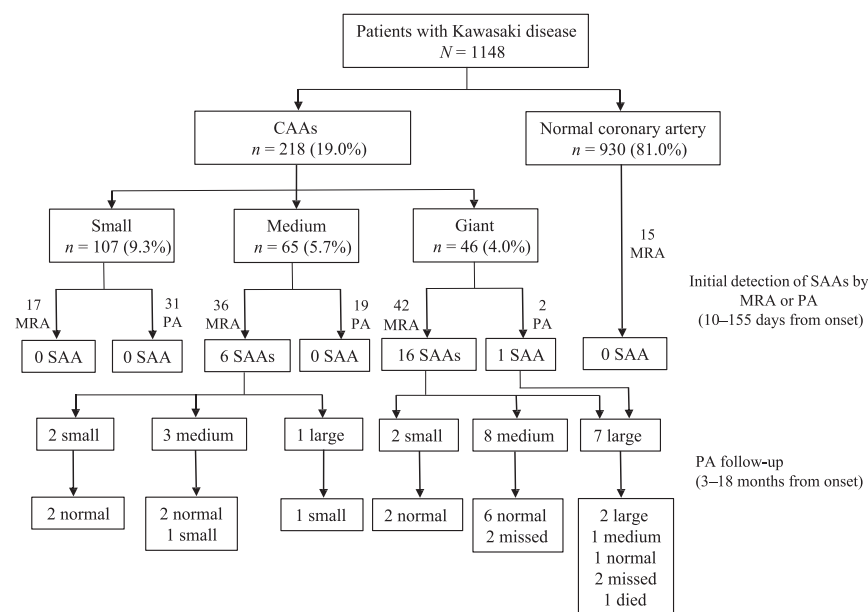 Patients with Kawasaki disease
N = 1148
CAAs
n = 218 (19.0%)
Normal coronary artery
n = 930 (81.0%)
Small
n = 107 (9.3%)
Medium
n = 65 (5.7%)
Giant
n = 46 (4.0%)
17
MRA
31
PA
36
MRA
19
PA
42
MRA
2
PA
15
MRA
Initial detection of SAAs by
MRA or PA
(10–155 days from onset)
0 SAA
0 SAA
6 SAAs
0 SAA
16 SAAs
1 SAA
0 SAA
2 small
3 medium
1 large
2 small
8 medium
7 large
PA follow-up
(3–18 months from onset)
2 normal
2 normal
1 small
1 small
2 normal
6 normal
2 missed
2 large
1 medium
1 normal
2 missed
1 died